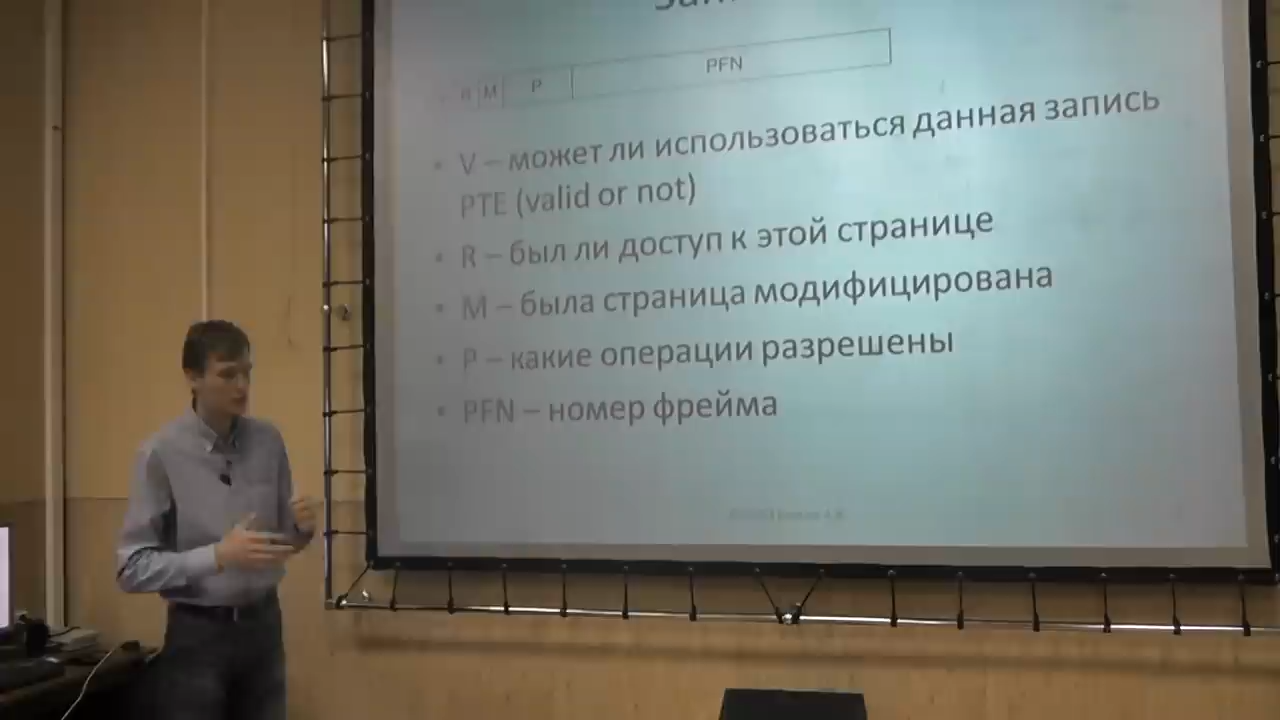 R M P PFN
• V – может ли использоваться данная запись
PTE (valid or not)
• R – был ли доступ к этой странице
• M – была страница модифицирована
• P – какие операции разрешены
• PFN – номер фрейма